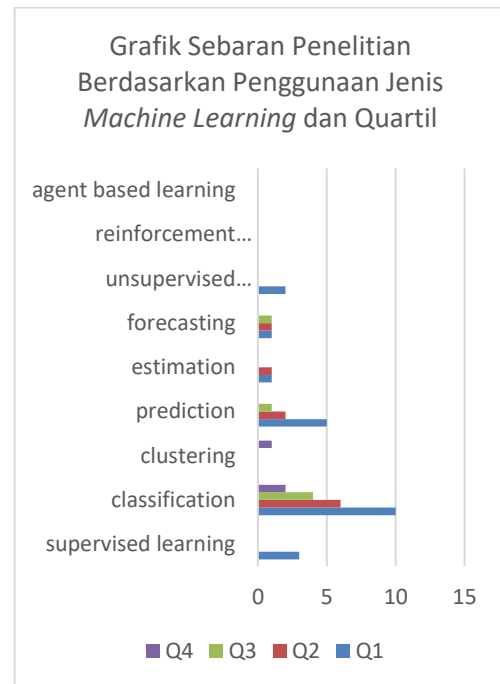 Grafik Sebaran Penelitian
Berdasarkan Penggunaan Jenis
Machine Learning dan Quartil
agent based learning
reinforcement...
unsupervised...
forecasting
estimation
prediction
clustering
classification
supervised learning
0 5 10 15
Q4 Q3 Q2 Q1